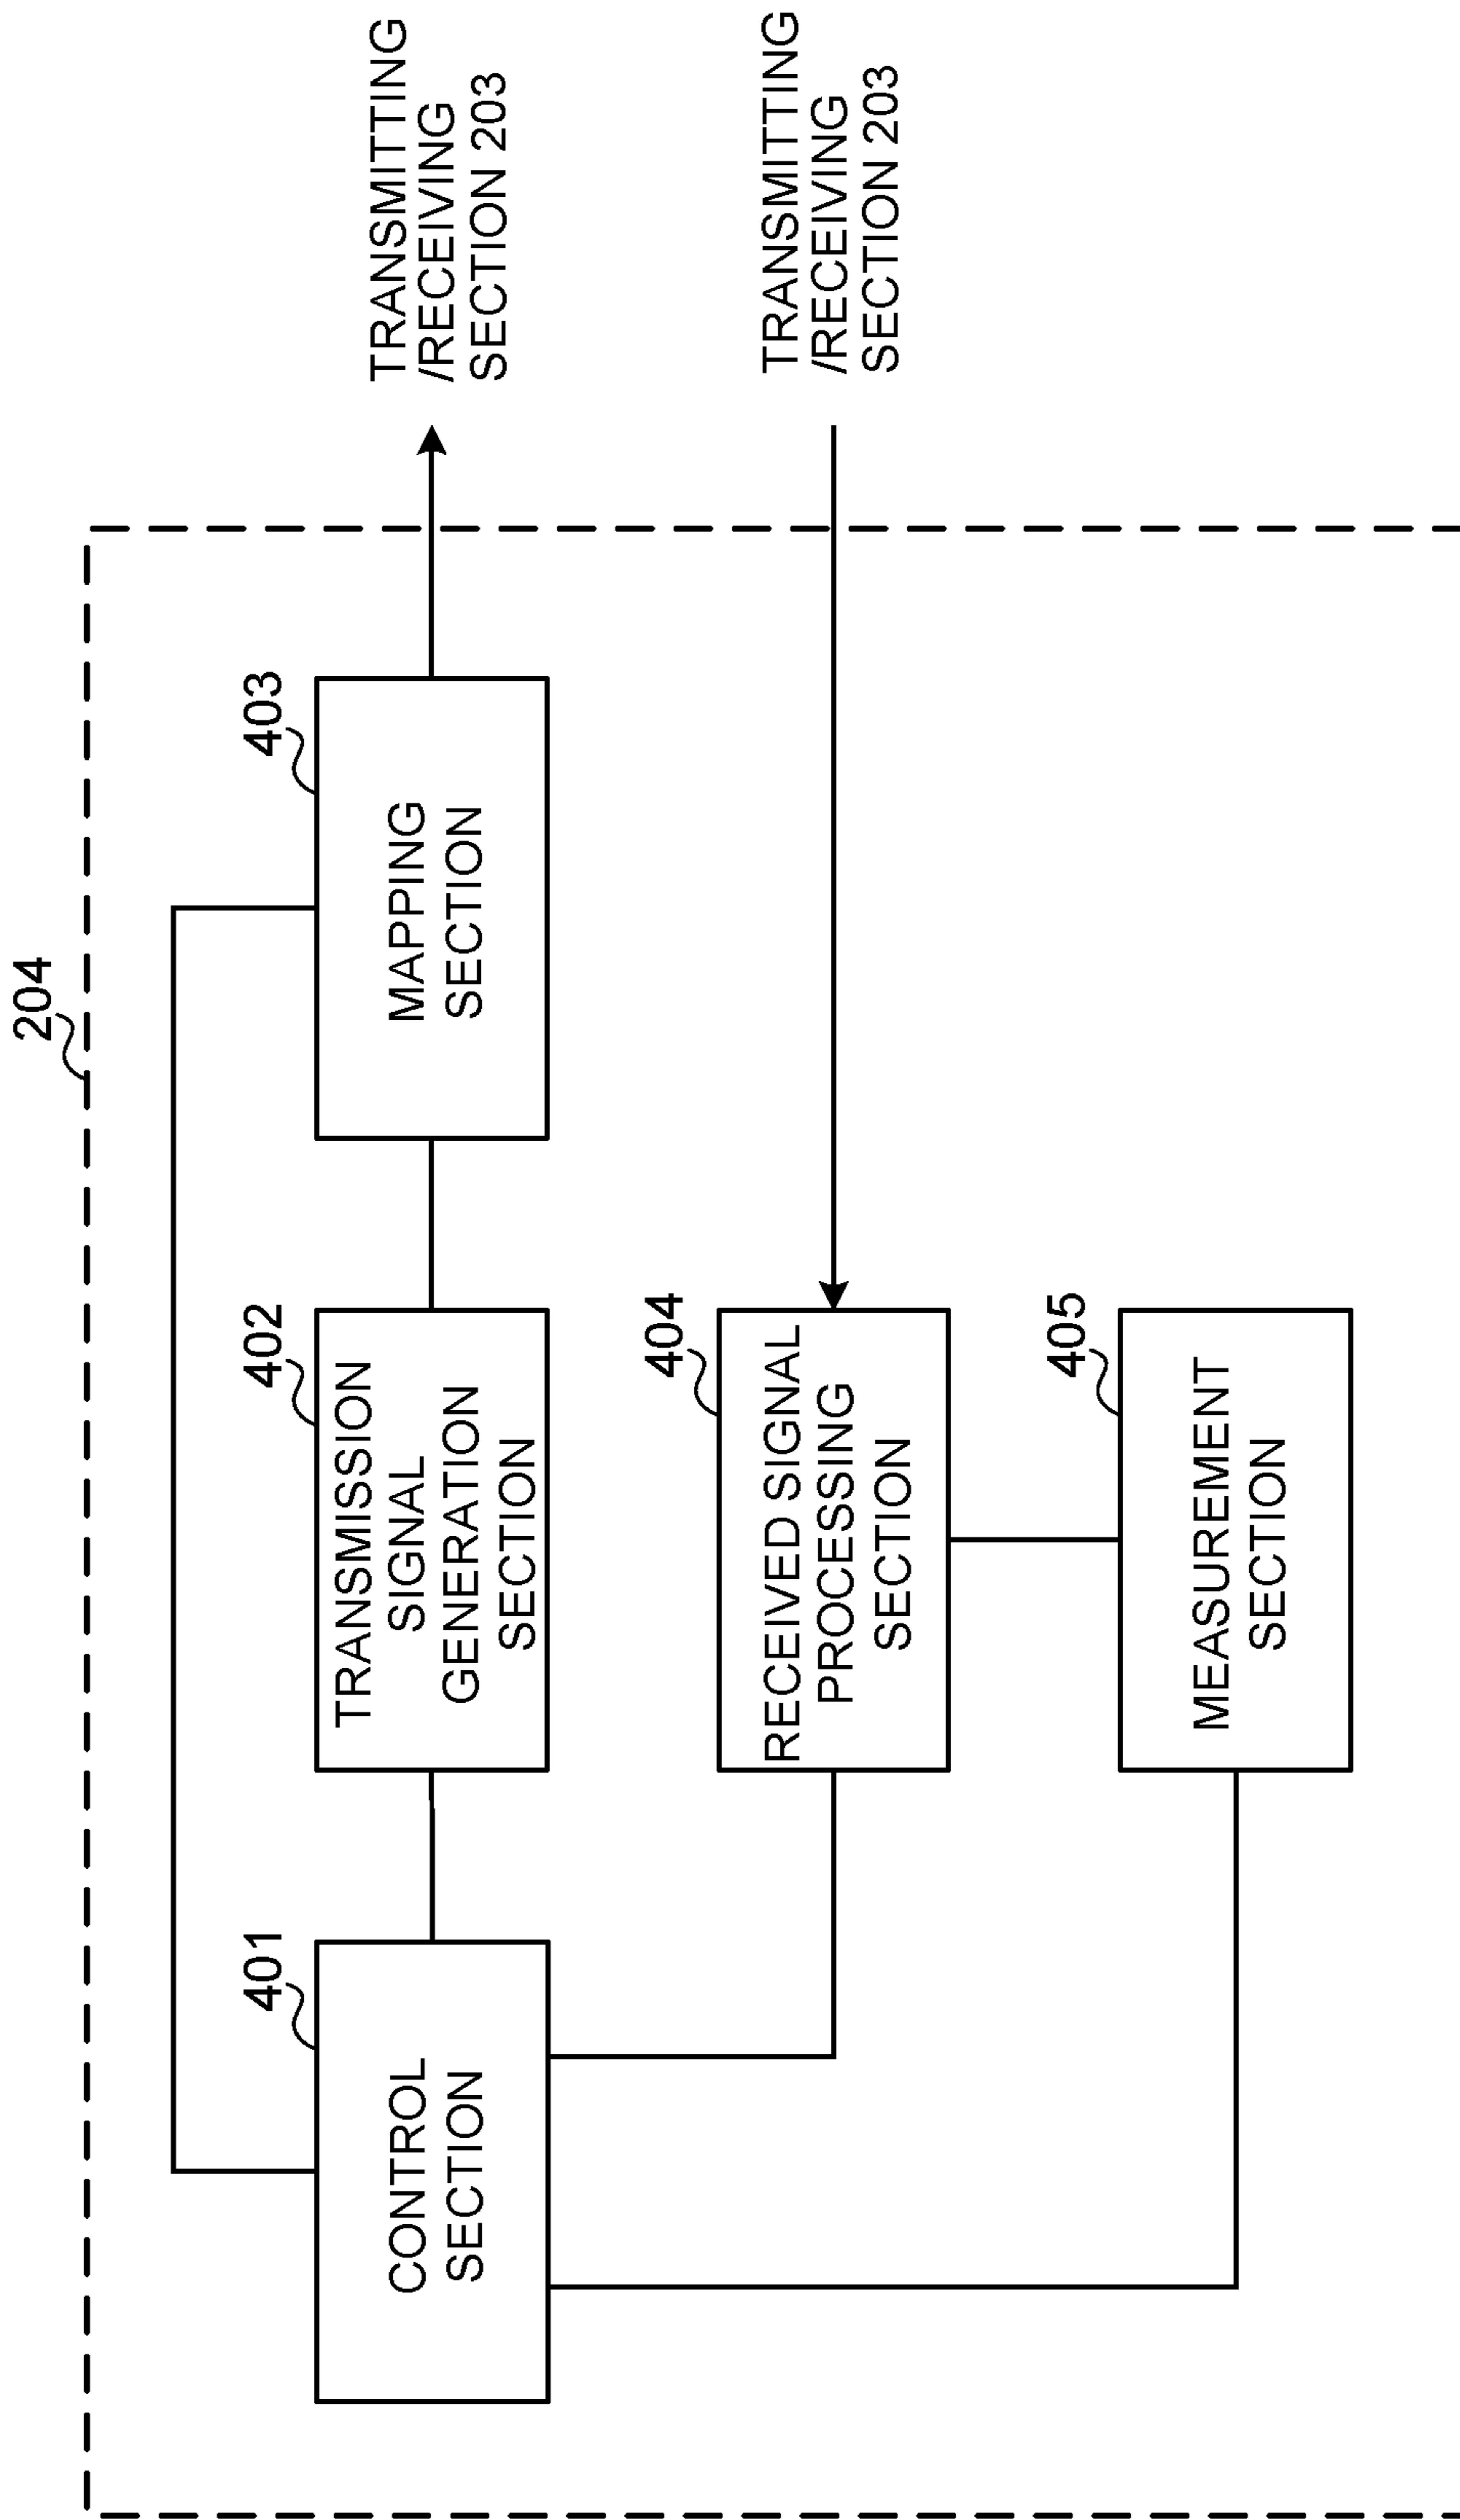 204
401
CONTROL
SECTION
402
TRANSMISSION
SIGNAL
GENERATION
SECTION
403
MAPPING
SECTION
TRANSMITTING
/RECEIVING
SECTION 203
404
RECEIVED SIGNAL
PROCESSING
SECTION
TRANSMITTING
/RECEIVING
SECTION 203
405
MEASUREMENT
SECTION